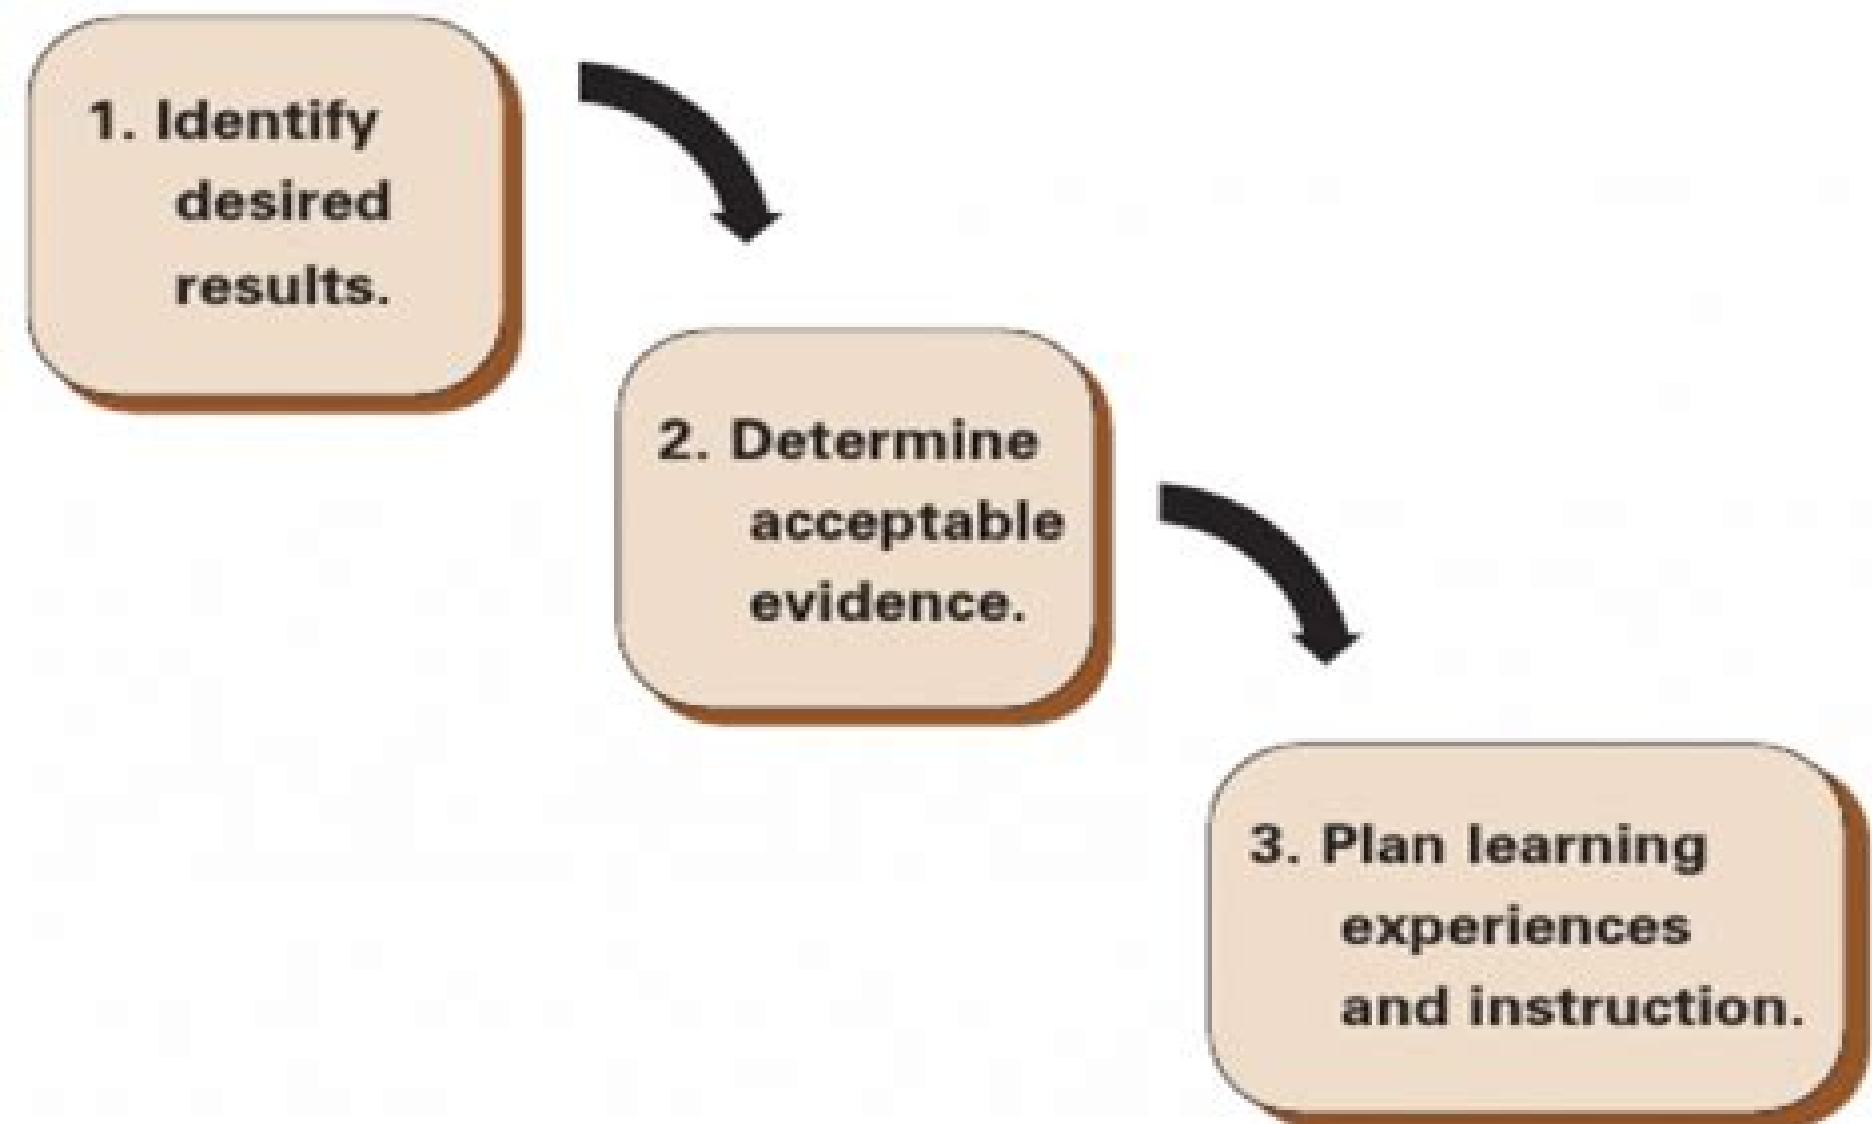 1. Identify
desired
results.
2. Determine
acceptable
evidence.
3. Plan learning
experiences
and instruction.